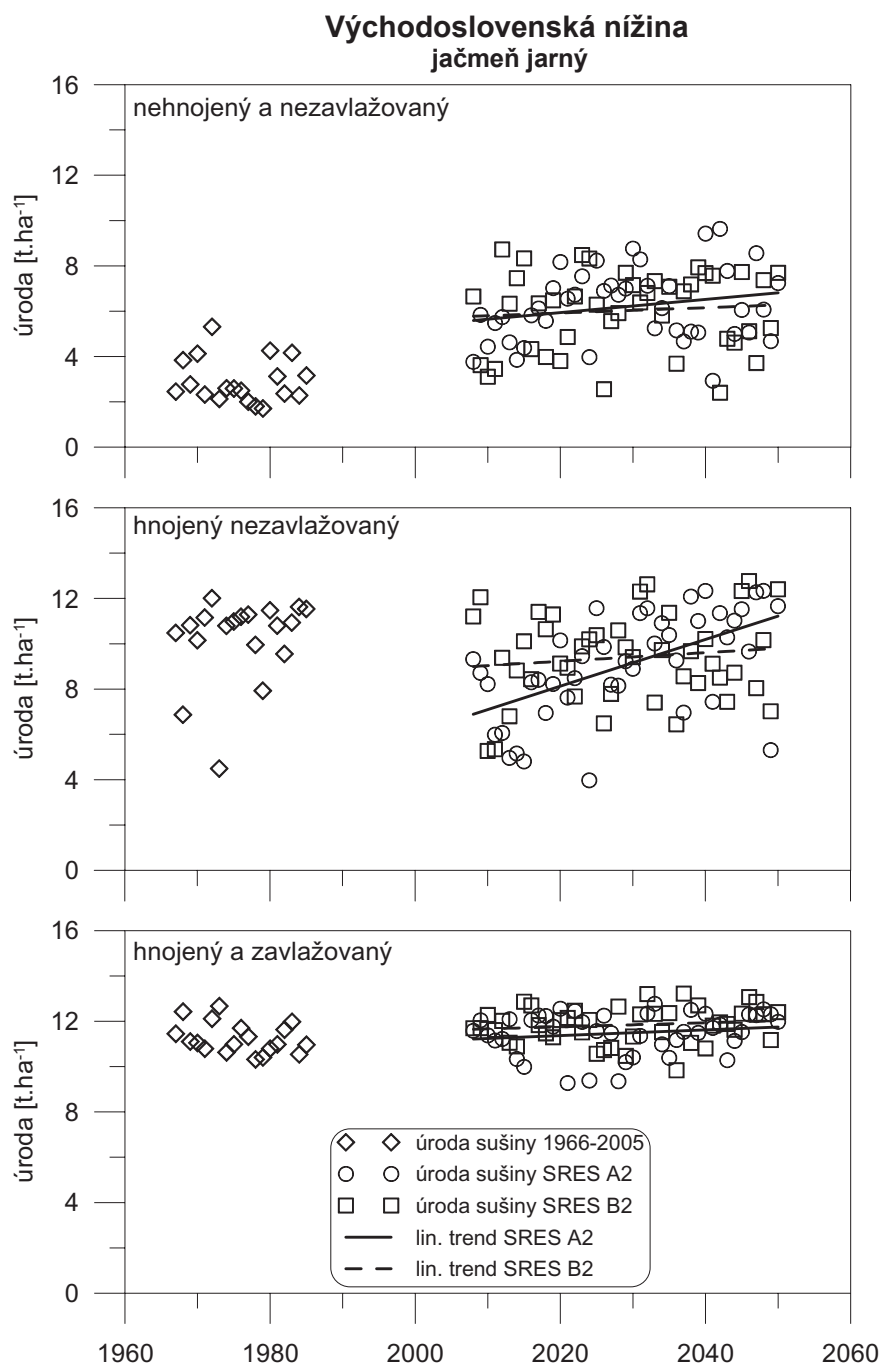 Východoslovenská nížina
jačmeň jarný
16
12
8
4
0
úroda [t.ha⁻¹]
nehnojený a nezavlažovaný
16
12
8
4
0
úroda [t.ha⁻¹]
hnojený nezavlažovaný
16
12
8
4
0
úroda [t.ha⁻¹]
hnojený a zavlažovaný
úroda sušiny 1966-2005
úroda sušiny SRES A2
úroda sušiny SRES B2
lin. trend SRES A2
lin. trend SRES B2
1960 1980 2000 2020 2040 2060